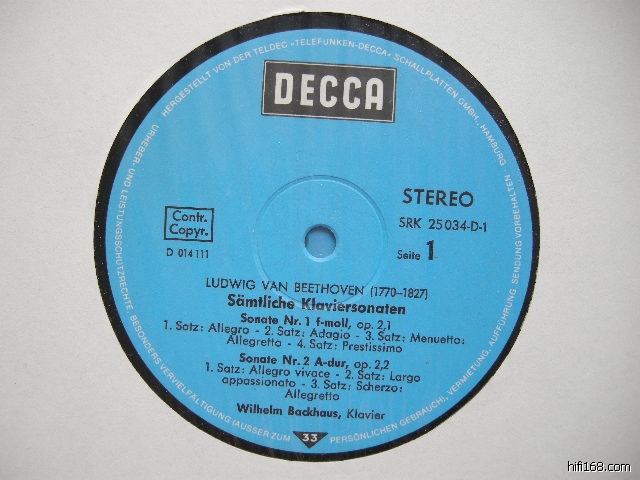 HERGESTELLT VON DER TELDEC »TELEFUNKEN-DECCA« SCHALLPLATTEN GMBH., HAMBURG
DECCA
STEREO
Contr.
Copyr.
SRK 25 034-D-1
D 014 111
Seite 1
LUDWIG VAN BEETHOVEN (1770–1827)
Sämtliche Klaviersonaten
Sonate Nr. 1 f-moll, op. 2,1
1. Satz: Allegro - 2. Satz: Adagio - 3. Satz: Menuetto:
Allegretto - 4. Satz: Prestissimo
Sonate Nr. 2 A-dur, op. 2,2
1. Satz: Allegro vivace - 2. Satz: Largo
appassionato - 3. Satz: Scherzo:
Allegretto
Wilhelm Backhaus, Klavier
33
URHEBER- UND LEISTUNGSSCHUTZRECHTE BESONDERS VERVIELFÄLTIGUNG (AUSSER ZUM PERSÖNLICHEN GEBRAUCH), VERMIETUNG, AUFFÜHRUNG, SENDUNG VORBEHALTEN
hifi168.com